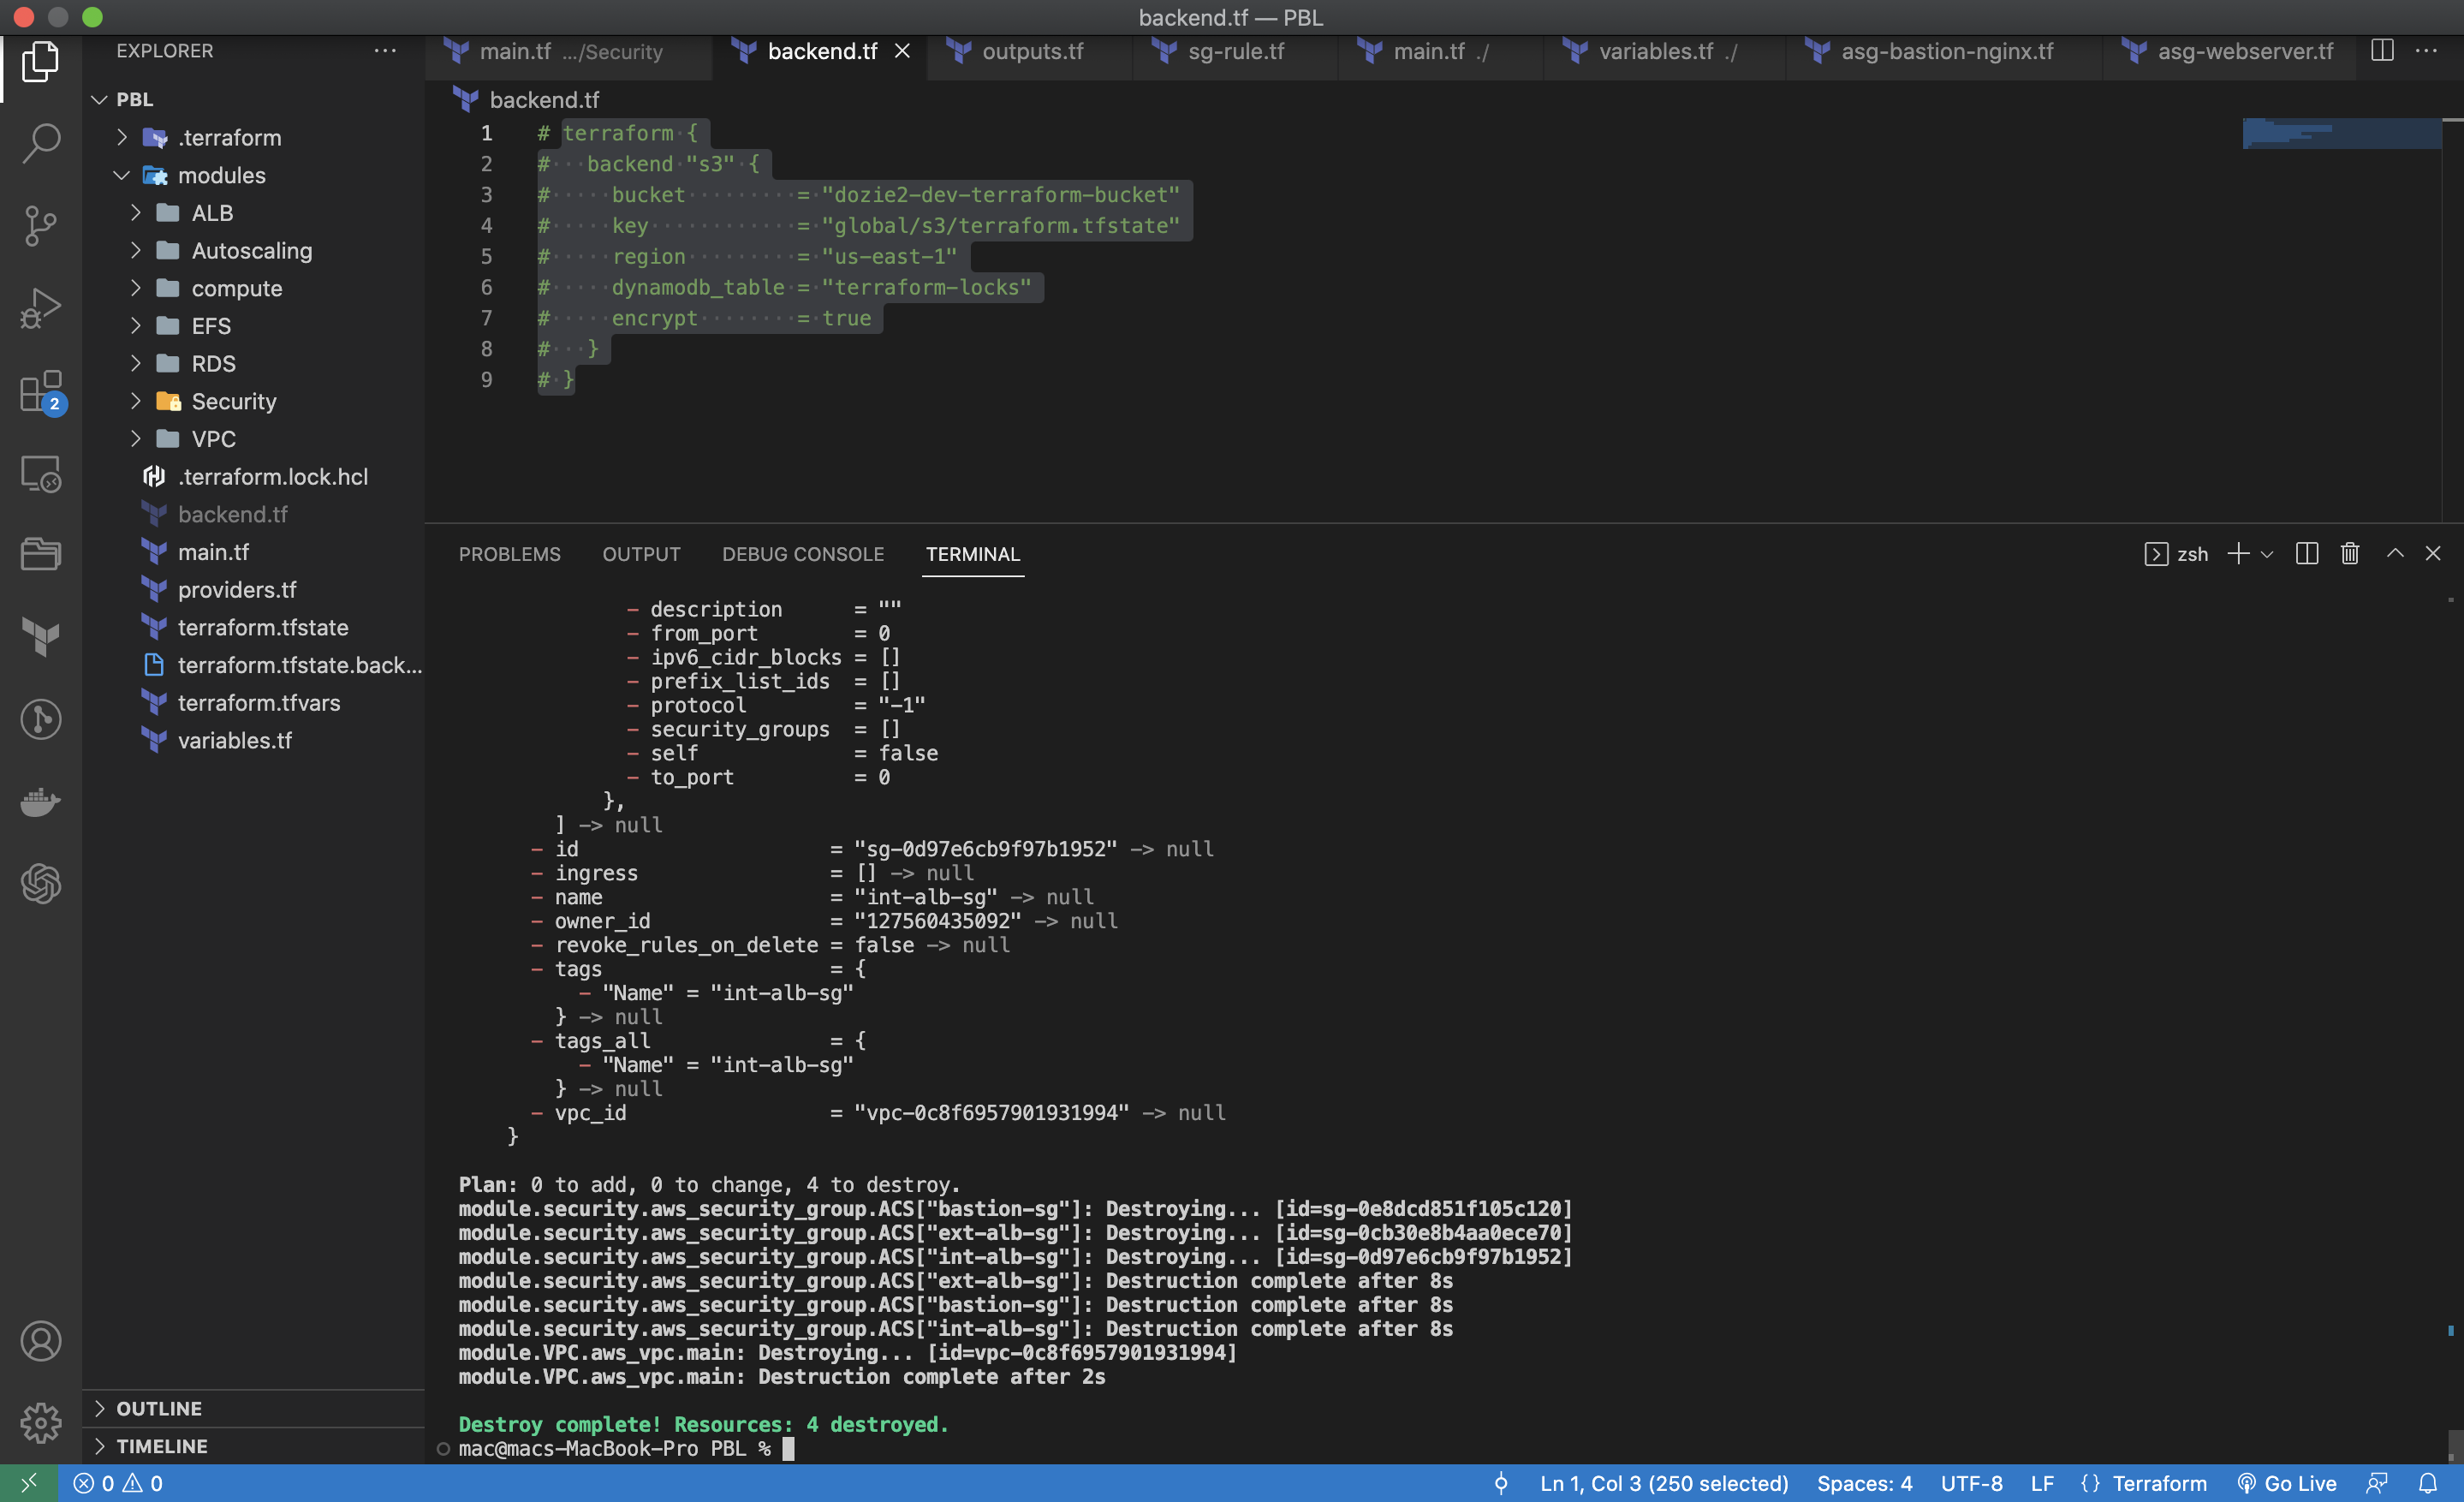 backend.tf — PBL
EXPLORER
main.tf .../Security
backend.tf
outputs.tf
sg-rule.tf
main.tf ./
variables.tf ./
asg-bastion-nginx.tf
asg-webserver.tf
PBL
.terraform
modules
ALB
Autoscaling
compute
EFS
RDS
Security
VPC
.terraform.lock.hcl
backend.tf
main.tf
providers.tf
terraform.tfstate
terraform.tfstate.back...
terraform.tfvars
variables.tf
OUTLINE
TIMELINE
2
backend.tf
1 # terraform {
2 #   backend "s3" {
3 #     bucket         = "dozie2-dev-terraform-bucket"
4 #     key            = "global/s3/terraform.tfstate"
5 #     region         = "us-east-1"
6 #     dynamodb_table = "terraform-locks"
7 #     encrypt        = true
8 #   }
9 # }
PROBLEMS OUTPUT DEBUG CONSOLE TERMINAL
zsh
- description      = ""
- from_port        = 0
- ipv6_cidr_blocks = []
- prefix_list_ids  = []
- protocol         = "-1"
- security_groups  = []
- self             = false
- to_port          = 0
},
] -> null
- id                     = "sg-0d97e6cb9f97b1952" -> null
- ingress                = [] -> null
- name                   = "int-alb-sg" -> null
- owner_id               = "127560435092" -> null
- revoke_rules_on_delete = false -> null
- tags                   = {
- "Name" = "int-alb-sg"
} -> null
- tags_all               = {
- "Name" = "int-alb-sg"
} -> null
- vpc_id                 = "vpc-0c8f6957901931994" -> null
}
Plan: 0 to add, 0 to change, 4 to destroy.
module.security.aws_security_group.ACS["bastion-sg"]: Destroying... [id=sg-0e8dcd851f105c120]
module.security.aws_security_group.ACS["ext-alb-sg"]: Destroying... [id=sg-0cb30e8b4aa0ece70]
module.security.aws_security_group.ACS["int-alb-sg"]: Destroying... [id=sg-0d97e6cb9f97b1952]
module.security.aws_security_group.ACS["ext-alb-sg"]: Destruction complete after 8s
module.security.aws_security_group.ACS["bastion-sg"]: Destruction complete after 8s
module.security.aws_security_group.ACS["int-alb-sg"]: Destruction complete after 8s
module.VPC.aws_vpc.main: Destroying... [id=vpc-0c8f6957901931994]
module.VPC.aws_vpc.main: Destruction complete after 2s
Destroy complete! Resources: 4 destroyed.
mac@macs-MacBook-Pro PBL %
0 0
Ln 1, Col 3 (250 selected) Spaces: 4 UTF-8 LF {} Terraform Go Live